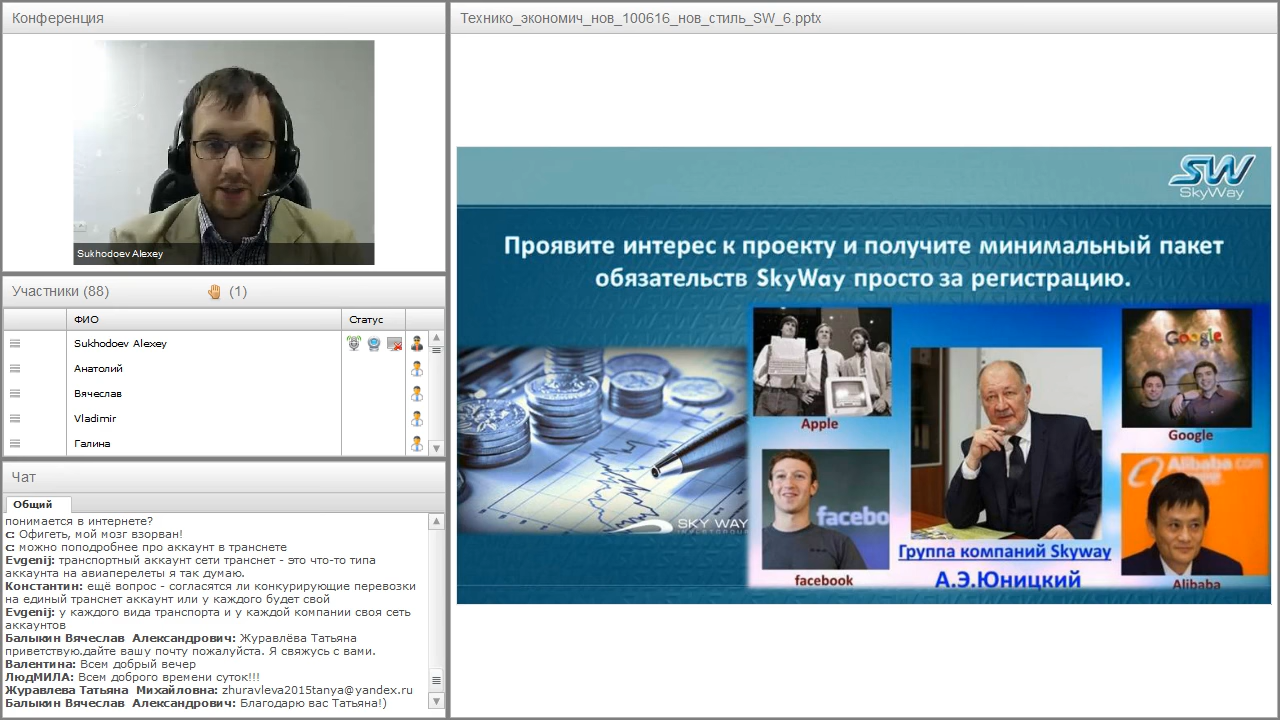 Конференция
Sukhodoev Alexey
Участники (88)
(1)
ФИО
Статус
Sukhodoev Alexey
Анатолий
Вячеслав
Vladimir
Галина
Чат
Общий
понимается в интернете?
с: Офигеть, мой мозг взорван!
с: можно поподробнее про аккаунт в транснете
Evgenij: транспортный аккаунт сети транснет - это что-то типа
аккаунта на авиаперелеты я так думаю.
Константин: ещё вопрос - согласятся ли конкурирующие перевозки
на единый транснет аккаунт или у каждого будет свой
Evgenij: у каждого вида транспорта и у каждой компании своя сеть
аккаунтов
Балыкин Вячеслав Александрович: Журавлёва Татьяна
приветствую.дайте вашу почту пожалуйста. Я свяжусь с вами.
Валентина: Всем добрый вечер
ЛюдМИЛА: Всем доброго времени суток!!!
Журавлева Татьяна Михайловна: zhuravleva2015tanya@yandex.ru
Балыкин Вячеслав Александрович: Благодарю вас Татьяна!)
Технико_экономич_нов_100616_нов_стиль_SW_6.pptx
SW
SkyWay
Проявите интерес к проекту и получите минимальный пакет
обязательств SkyWay просто за регистрацию.
SKY WAY
Apple
Google
Google
facebo
facebook
Группа компаний Skyway
А.Э.Юницкий
Alibaba.com
Alibaba